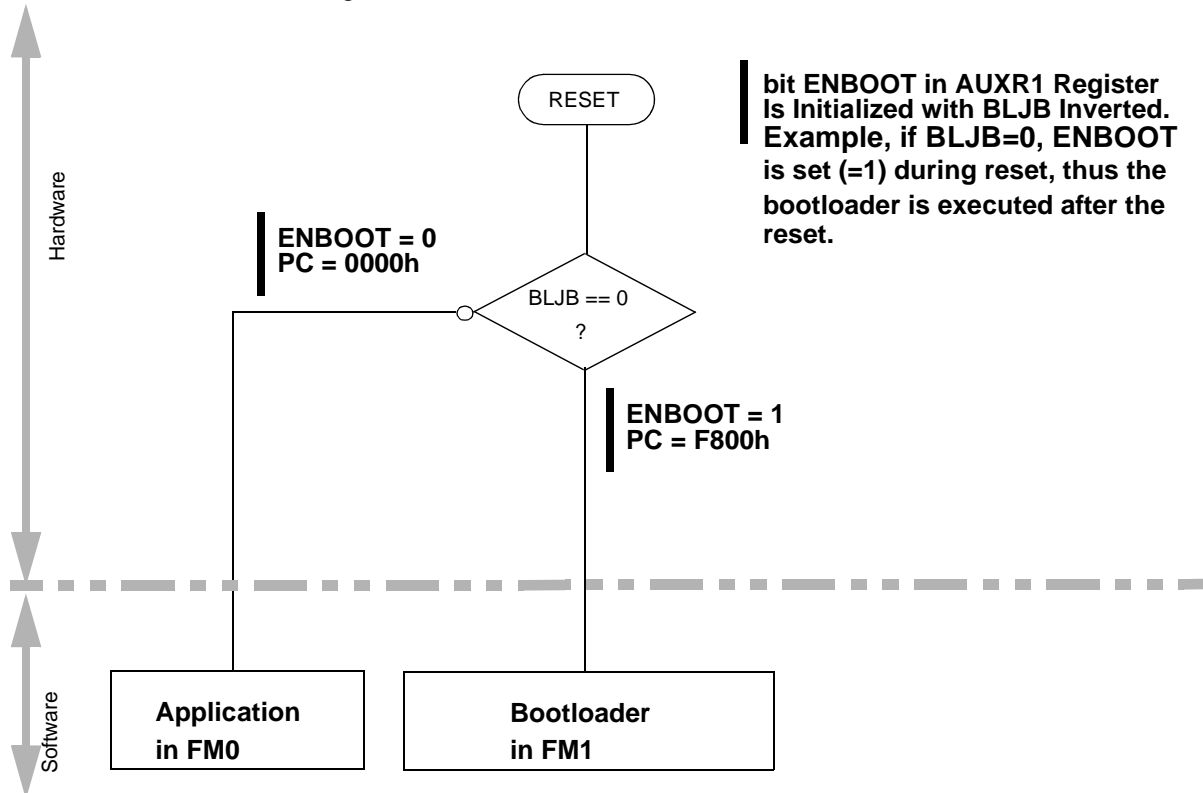 RESET
bit ENBOOT in AUXR1 Register
Is Initialized with BLJB Inverted.
Example, if BLJB=0, ENBOOT
is set (=1) during reset, thus the
bootloader is executed after the
reset.
Hardware
ENBOOT = 0
PC = 0000h
BLJB == 0
?
ENBOOT = 1
PC = F800h
Software
Application
in FM0
Bootloader
in FM1